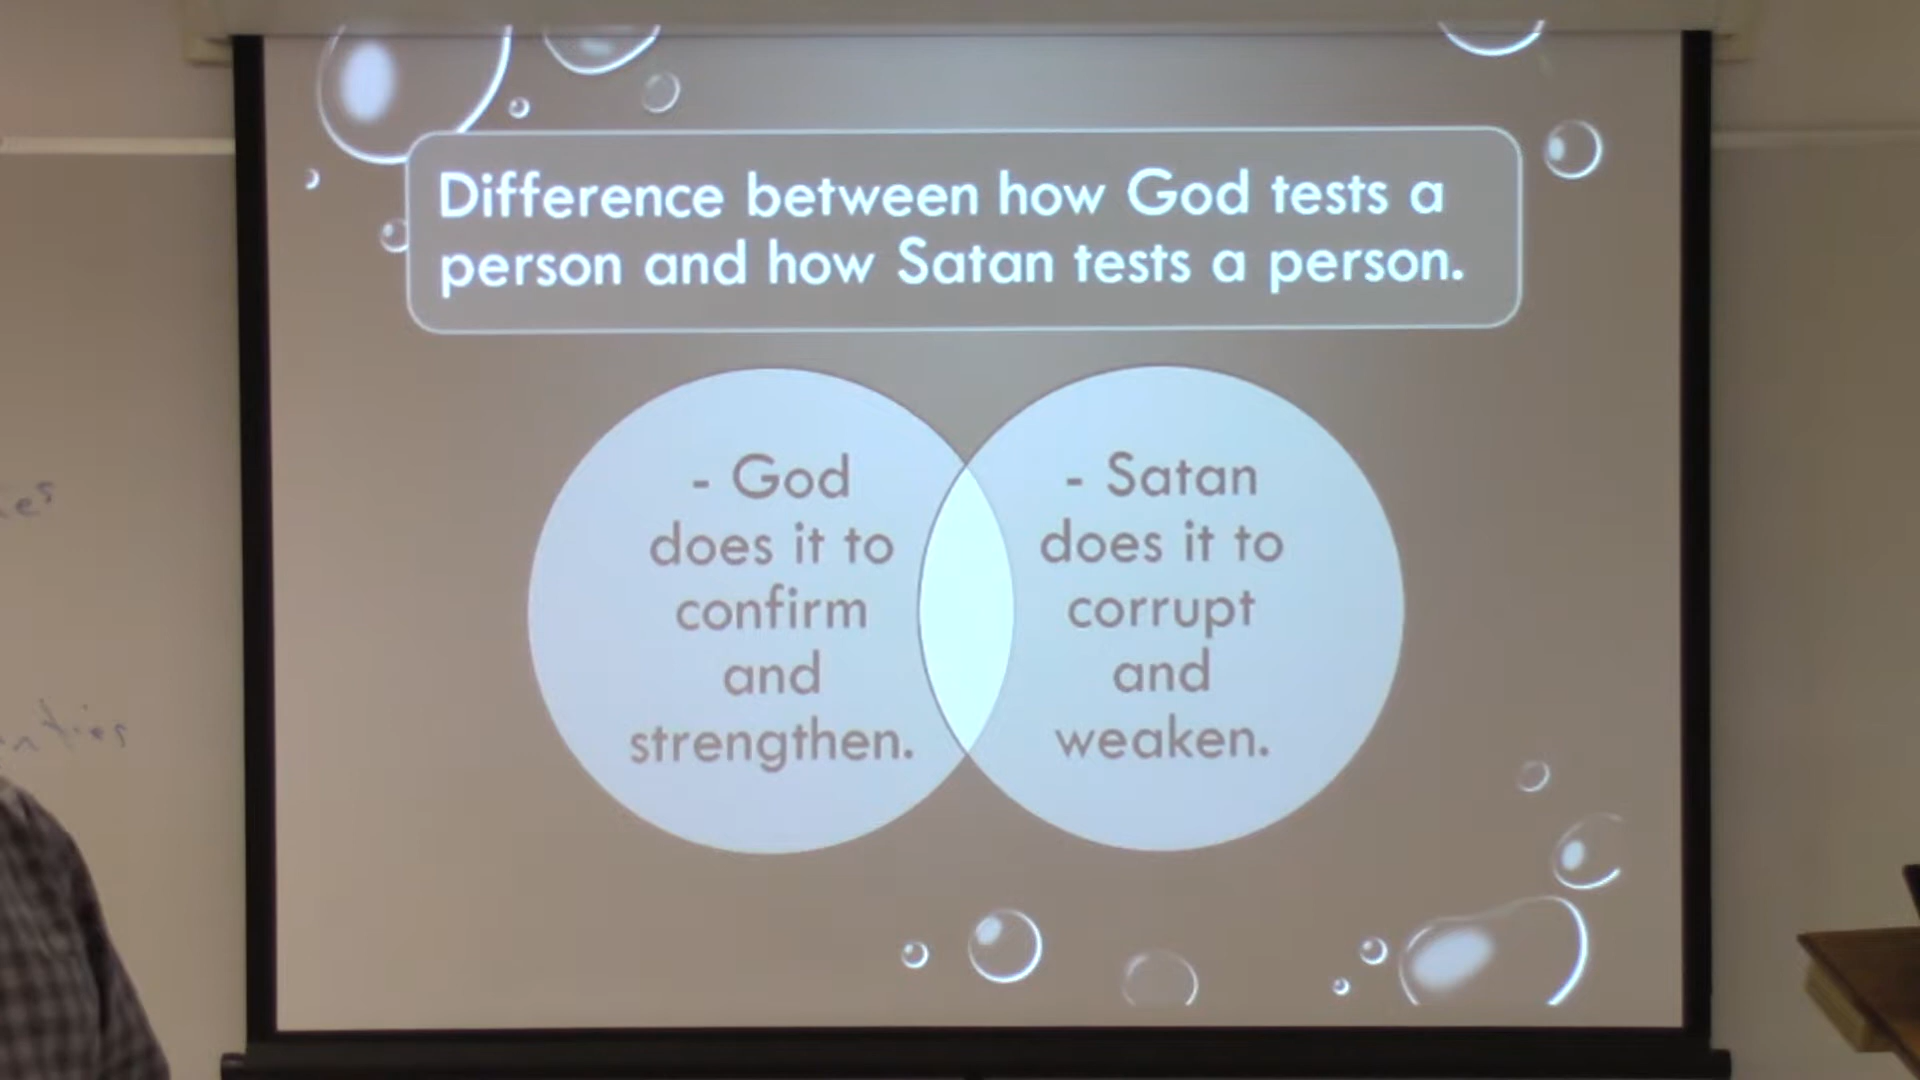 Difference between how God tests a
person and how Satan tests a person.
- God
does it to
confirm
and
strengthen.
- Satan
does it to
corrupt
and
weaken.